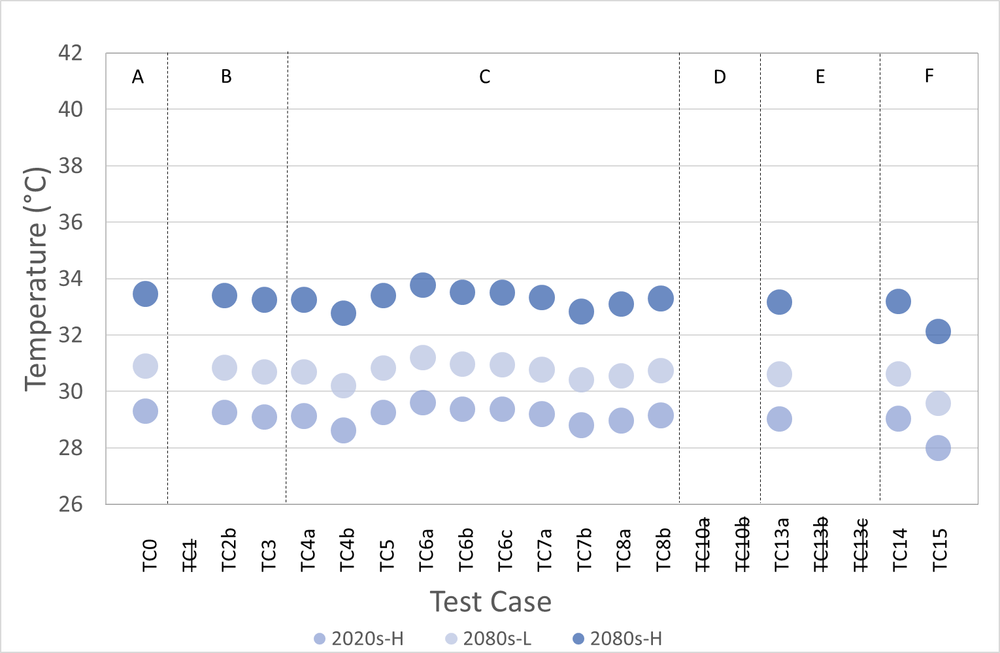 42
40
38
36
34
32
30
28
26
Temperature (°C)
A B C D E F
TC0 TC1 TC2b TC3 TC4a TC4b TC5 TC6a TC6b TC6c TC7a TC7b TC8a TC8b TC10a TC10b TC13a TC13b TC13c TC14 TC15
Test Case
2020s-H 2080s-L 2080s-H